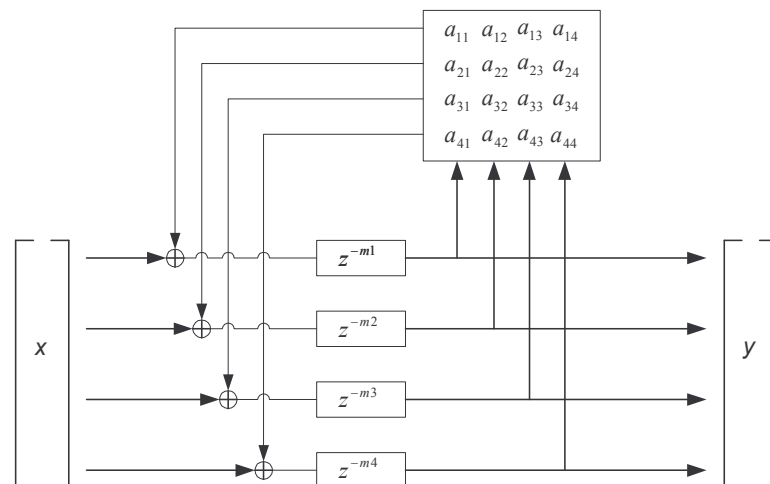 a₁₁ a₁₂ a₁₃ a₁₄
a₂₁ a₂₂ a₂₃ a₂₄
a₃₁ a₃₂ a₃₃ a₃₄
a₄₁ a₄₂ a₄₃ a₄₄
z⁻ᵐ¹
x z⁻ᵐ² y
z⁻ᵐ³
z⁻ᵐ⁴